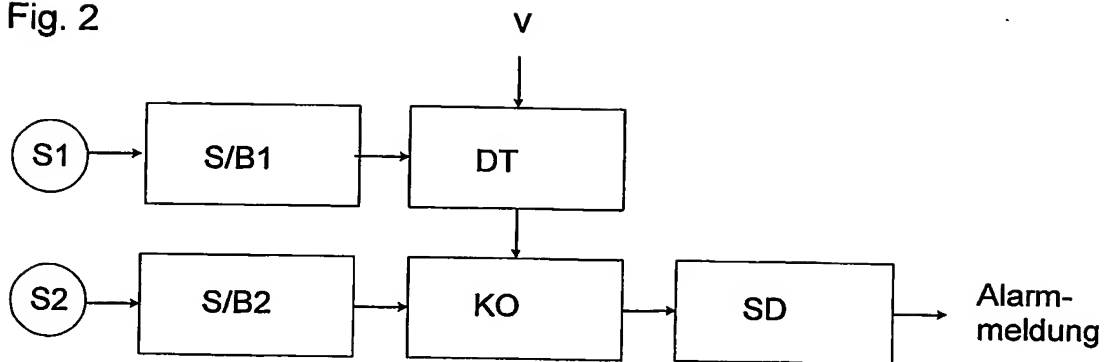 Fig. 2
v
S1
S/B1
DT
S2
S/B2
KO
SD
Alarm-
meldung